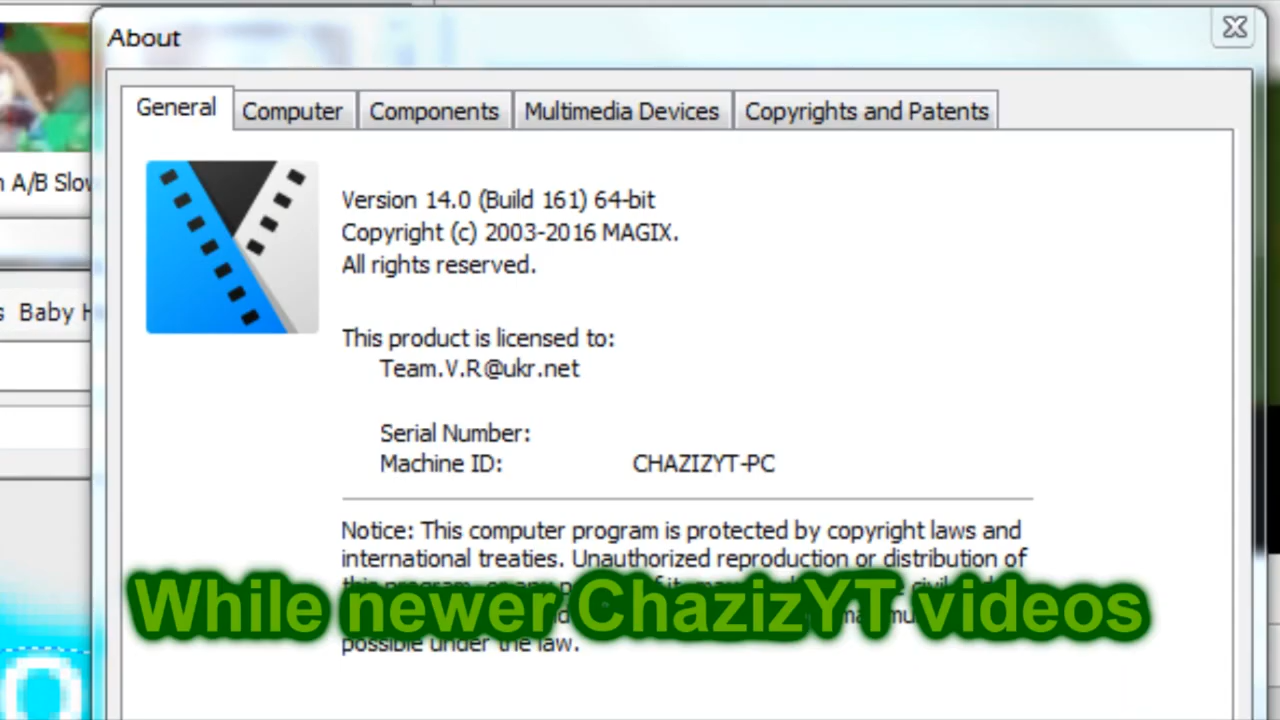 About
General
Computer
Components
Multimedia Devices
Copyrights and Patents
A/B Slow
Version 14.0 (Build 161) 64-bit
Copyright (c) 2003-2016 MAGIX.
All rights reserved.
Baby H
This product is licensed to:
Team.V.R@ukr.net
Serial Number:
Machine ID: CHAZIZYT-PC
Notice: This computer program is protected by copyright laws and
international treaties. Unauthorized reproduction or distribution of
While newer ChazizYT videos
possible under the law.